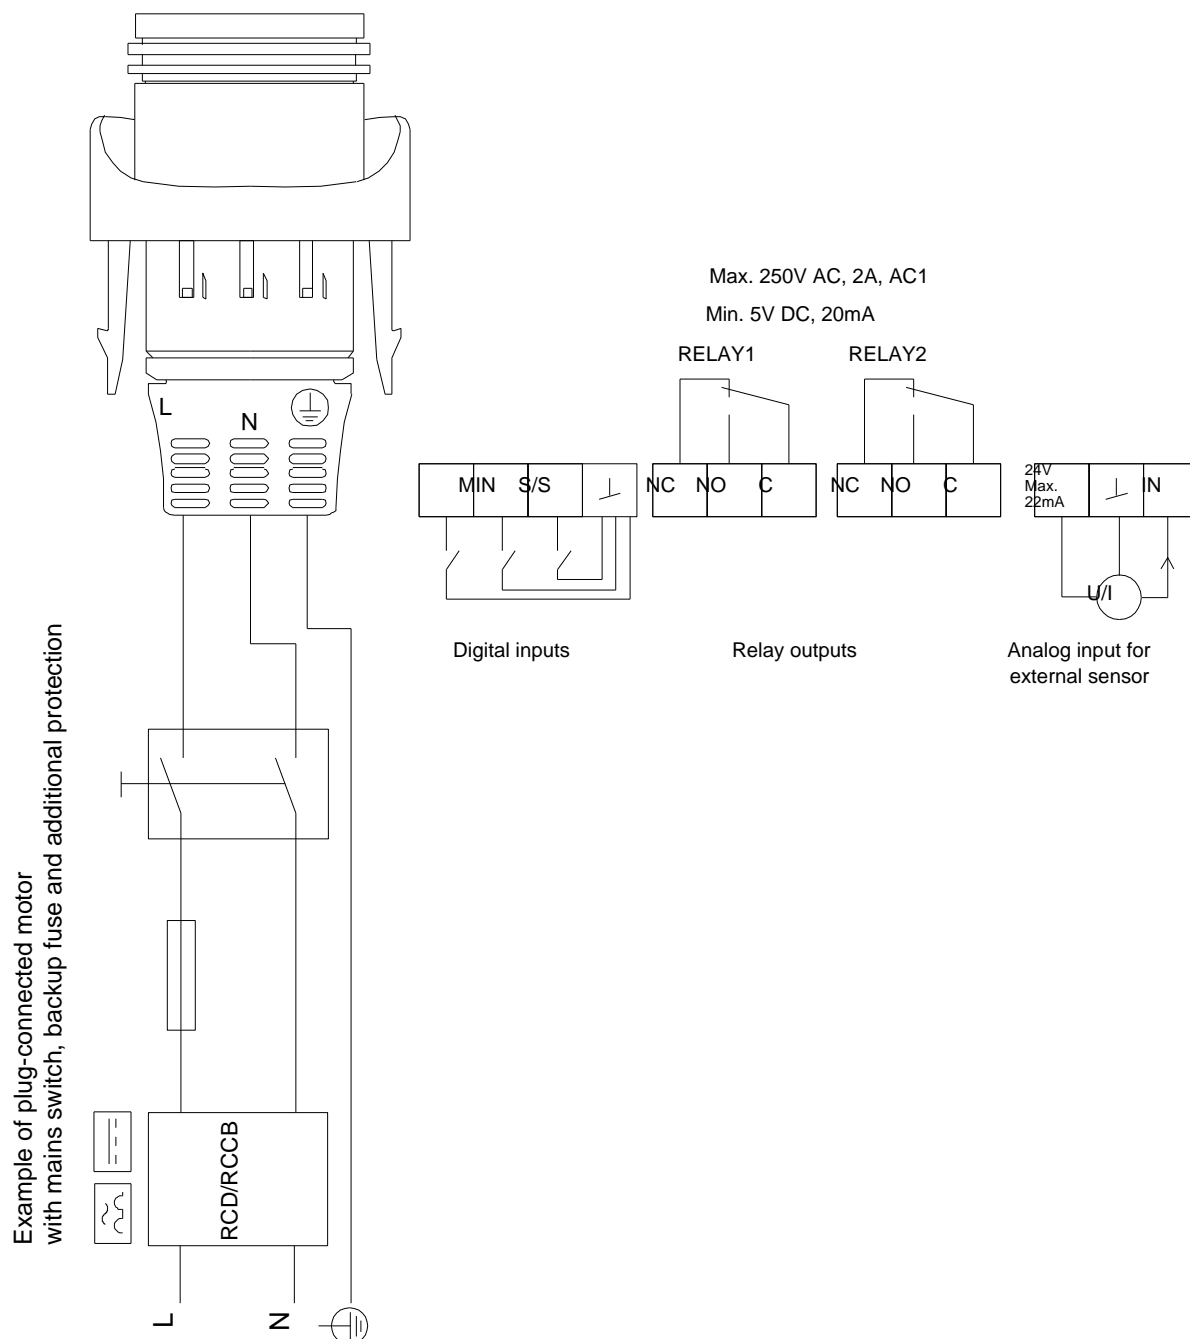 Max. 250V AC, 2A, AC1
Min. 5V DC, 20mA
RELAY1
RELAY2
L
N
MIN
S/S
NC
NO
C
NC
NO
C
24V
Max.
22mA
IN
U/I
Digital inputs
Relay outputs
Analog input for
external sensor
Example of plug-connected motor
with mains switch, backup fuse and additional protection
RCD/RCCB
L
N